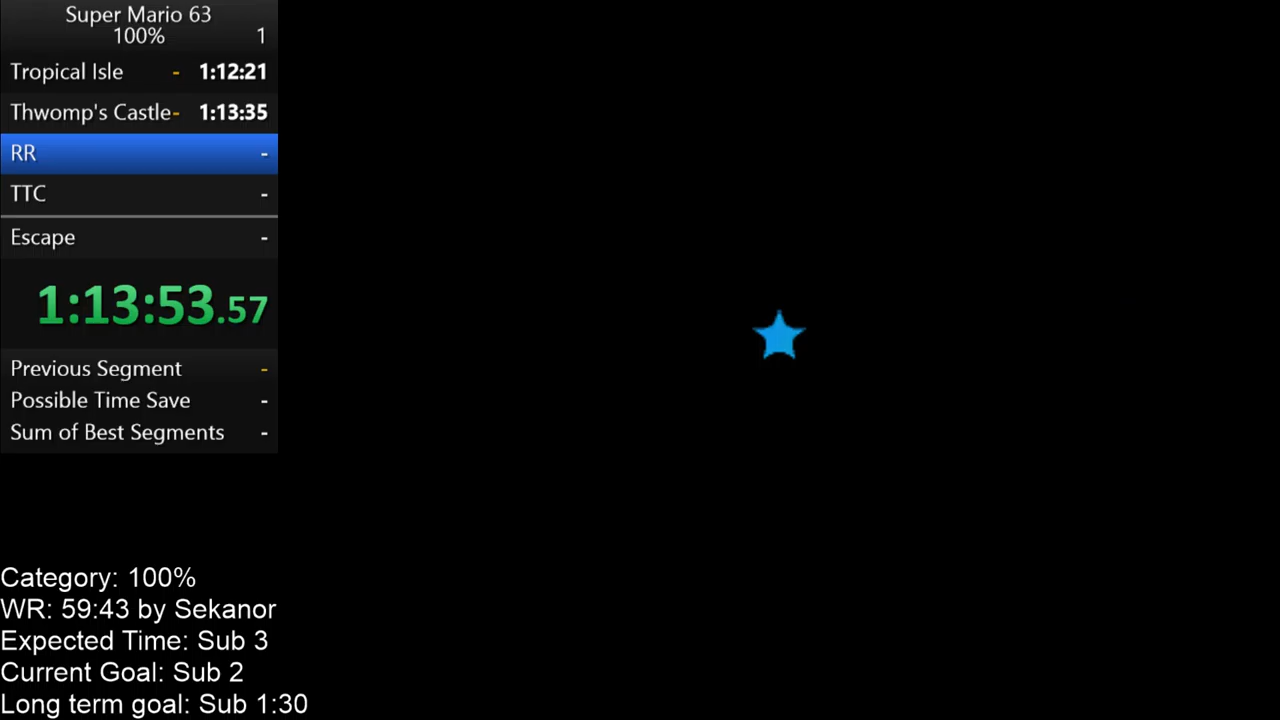 Super Mario 63
100% 1
Tropical Isle - 1:12:21
Thwomp's Castle- 1:13:35
RR -
TTC -
Escape -
1:13:53.57
Previous Segment -
Possible Time Save -
Sum of Best Segments -
Category: 100%
WR: 59:43 by Sekanor
Expected Time: Sub 3
Current Goal: Sub 2
Long term goal: Sub 1:30